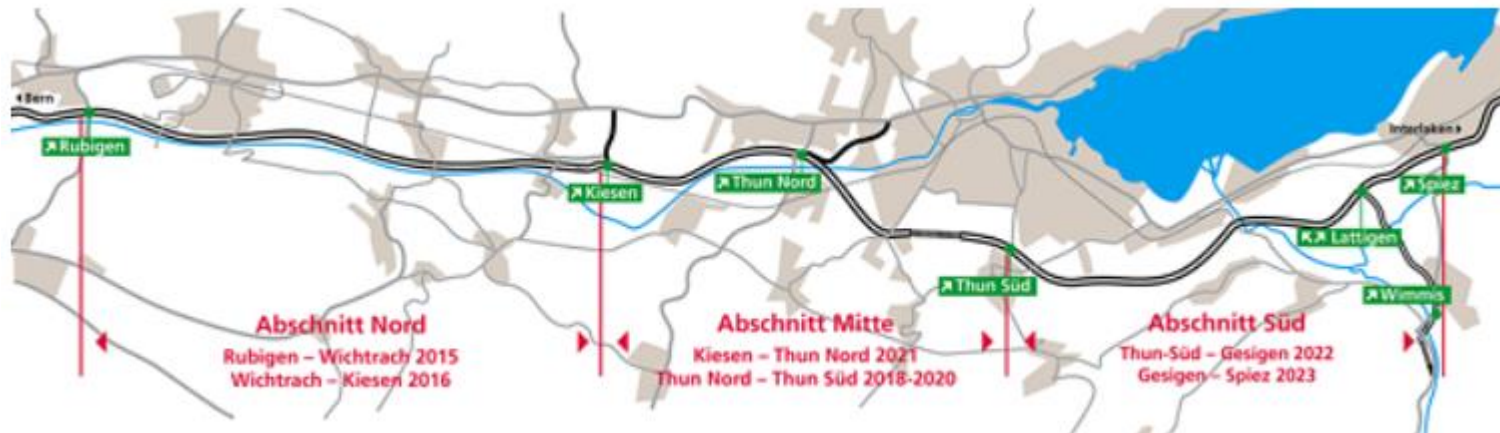 Bern
Rubigen
Kiesen
Thun Nord
Thun Süd
Interlaken
Spiez
Lattigen
Wimmis
Abschnitt Nord
Rubigen – Wichtrach 2015
Wichtrach – Kiesen 2016
Abschnitt Mitte
Kiesen – Thun Nord 2021
Thun Nord – Thun Süd 2018-2020
Abschnitt Süd
Thun-Süd – Gesigen 2022
Gesigen – Spiez 2023